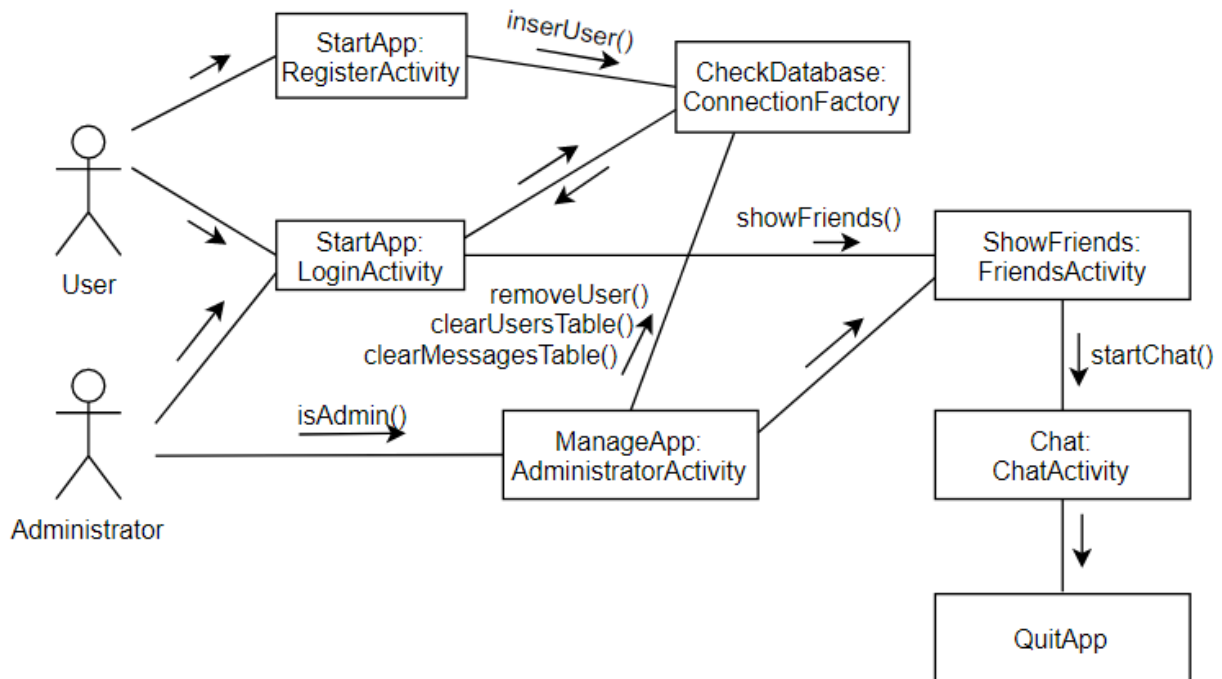 inserUser()
StartApp:
RegisterActivity
CheckDatabase:
ConnectionFactory
User
StartApp:
LoginActivity
showFriends()
ShowFriends:
FriendsActivity
removeUser()
clearUsersTable()
clearMessagesTable()
startChat()
isAdmin()
ManageApp:
AdministratorActivity
Chat:
ChatActivity
Administrator
QuitApp